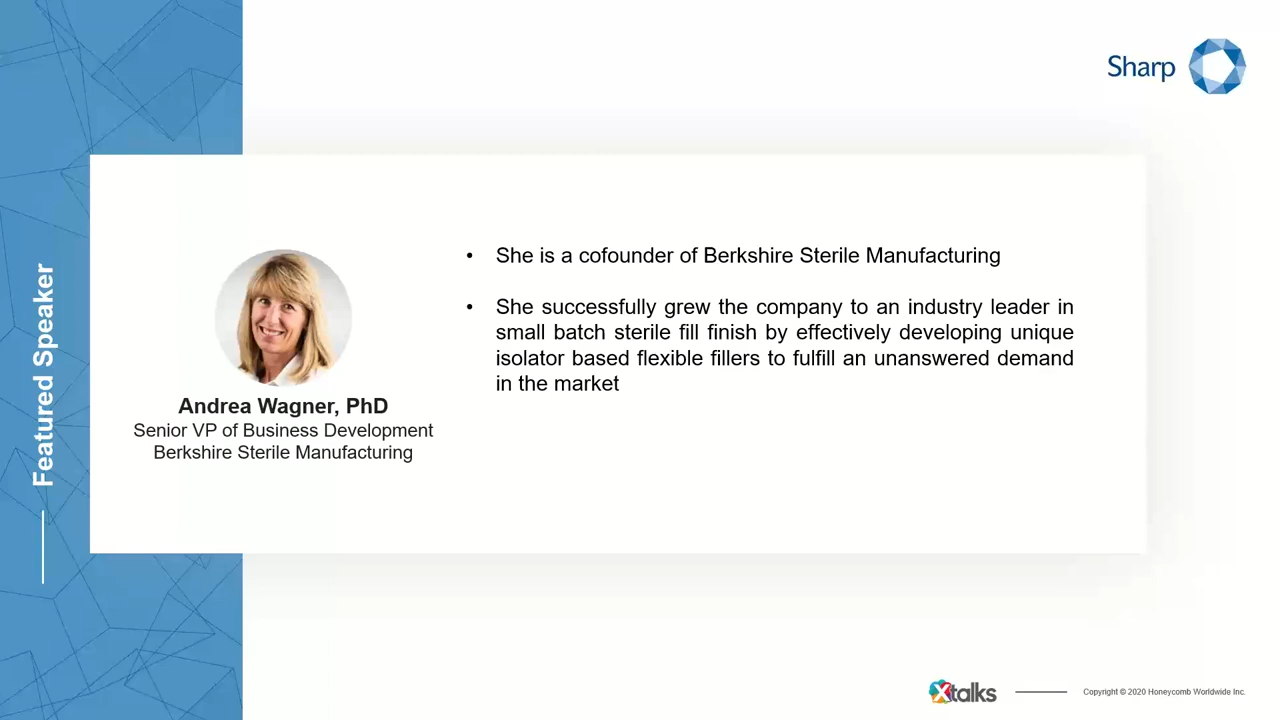 Sharp
Featured Speaker
Andrea Wagner, PhD
Senior VP of Business Development
Berkshire Sterile Manufacturing
• She is a cofounder of Berkshire Sterile Manufacturing
• She successfully grew the company to an industry leader in
small batch sterile fill finish by effectively developing unique
isolator based flexible fillers to fulfill an unanswered demand
in the market
Xtalks
Copyright © 2020 Honeycomb Worldwide Inc.